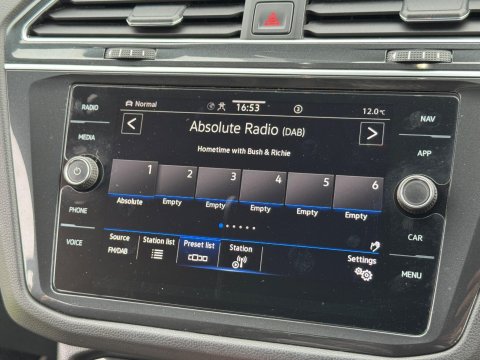 Normal
16:53
3
12.0°C
RADIO
MEDIA
PHONE
VOICE
NAV
APP
CAR
MENU
<
Absolute Radio (DAB)
>
Hometime with Bush & Richie
1 2 3 4 5 6
Absolute Empty Empty Empty Empty Empty
Source Station list Preset list Station Settings
FM/DAB